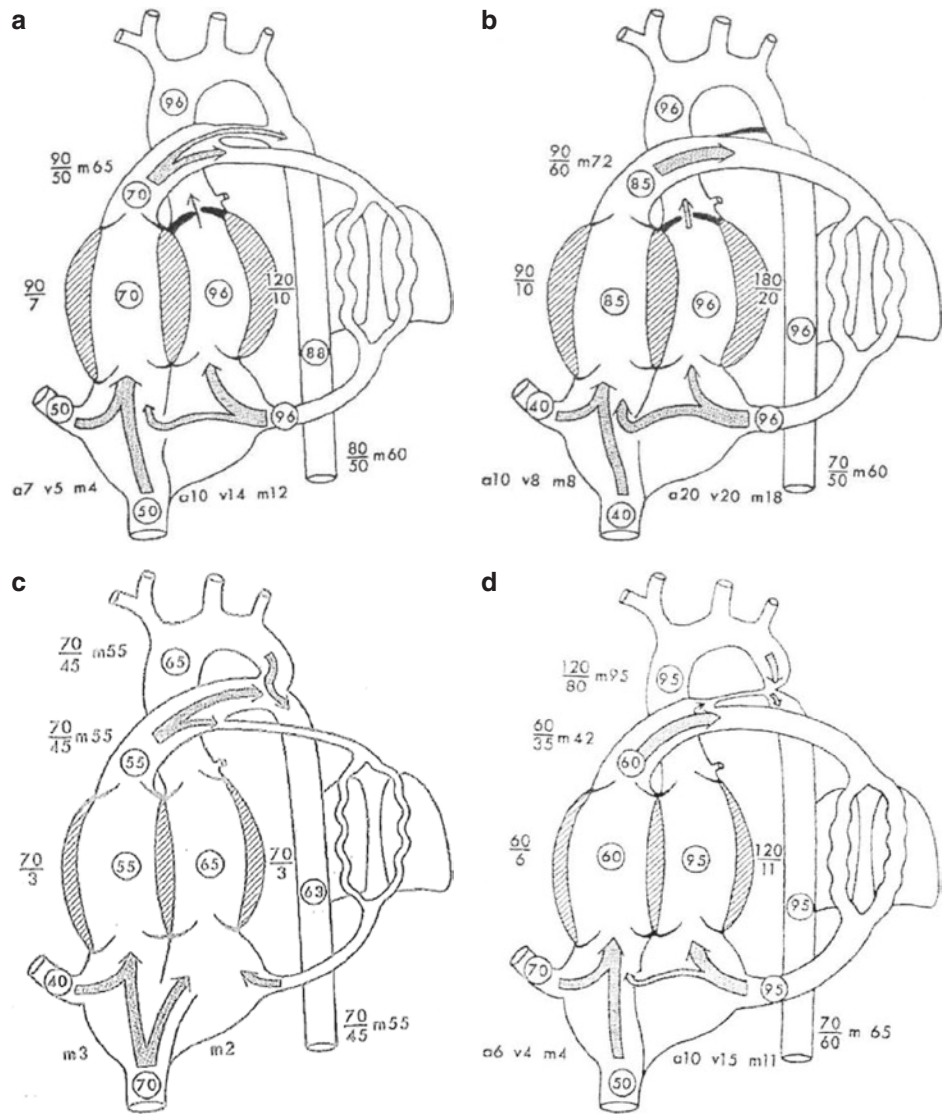 a
96
90/50 m65
70
90/7
70
96
120/10
88
50
96
80/50 m60
a7 v5 m4
a10 v14 m12
50
b
96
90/60 m72
85
90/10
85
96
180/20
96
40
96
70/50 m60
a10 v8 m8
a20 v20 m18
40
c
70/45 m55
65
70/45 m55
55
70/3
55
65
70/3
63
40
70/45 m55
m3
m2
70
d
120/80 m95
95
60/35 m42
60
60/6
60
95
120/11
95
70
95
70/60 m 65
a6 v4 m4
a10 v15 m11
50